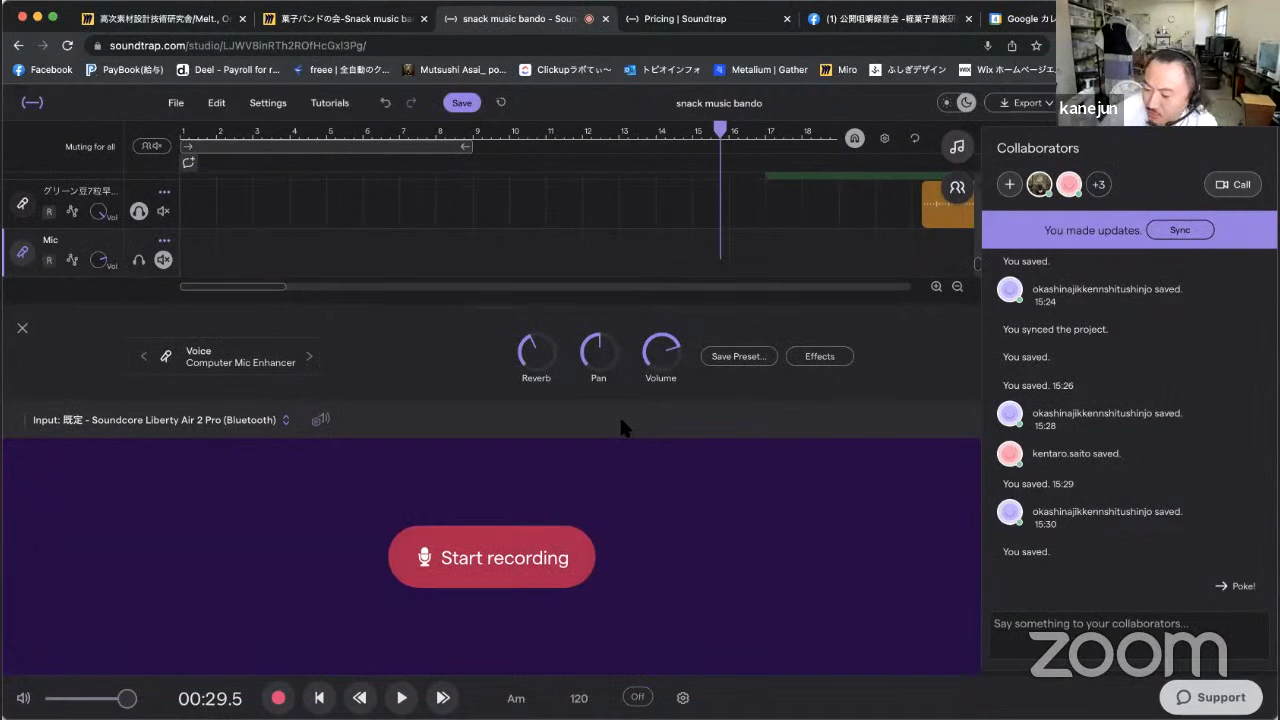 高次素材設計技術研究會/Melt.,
菓子バンドの会-Snack music ba
snack music bando - Soun
Pricing | Soundtrap
(1) 公開咀嚼録音会 -軽菓子音楽研
Google カレ
soundtrap.com/studio/LJWV8inRTh2ROfHcGxl3Pg/
Facebook
PayBook(給与)
Deel - Payroll for r...
freee | 全自動のク...
Mutsushi Asai_ po...
Clickupラボてぃ〜
トピオインフォ
Metalium | Gather
Miro
ふしぎデザイン
Wix ホームページエ
kanejun
File
Edit
Settings
Tutorials
Save
snack music bando
Export
Muting for all
1 2 3 4 5 6 7 8 9 10 11 12 13 14 15 16 17 18
グリーン豆7粒早...
R
Vol
Mic
R
Vol
Voice
Computer Mic Enhancer
Reverb
Pan
Volume
Save Preset...
Effects
Input: 既定 - Soundcore Liberty Air 2 Pro (Bluetooth)
Start recording
00:29.5
Am
120
Off
Collaborators
+3
Call
You made updates.
Sync
You saved.
okashinajikkennshitushinjo saved.
15:24
You synced the project.
You saved.
You saved. 15:26
okashinajikkennshitushinjo saved.
15:28
kentaro.saito saved.
You saved. 15:29
okashinajikkennshitushinjo saved.
15:30
You saved.
Poke!
Say something to your collaborators...
zoom
Support